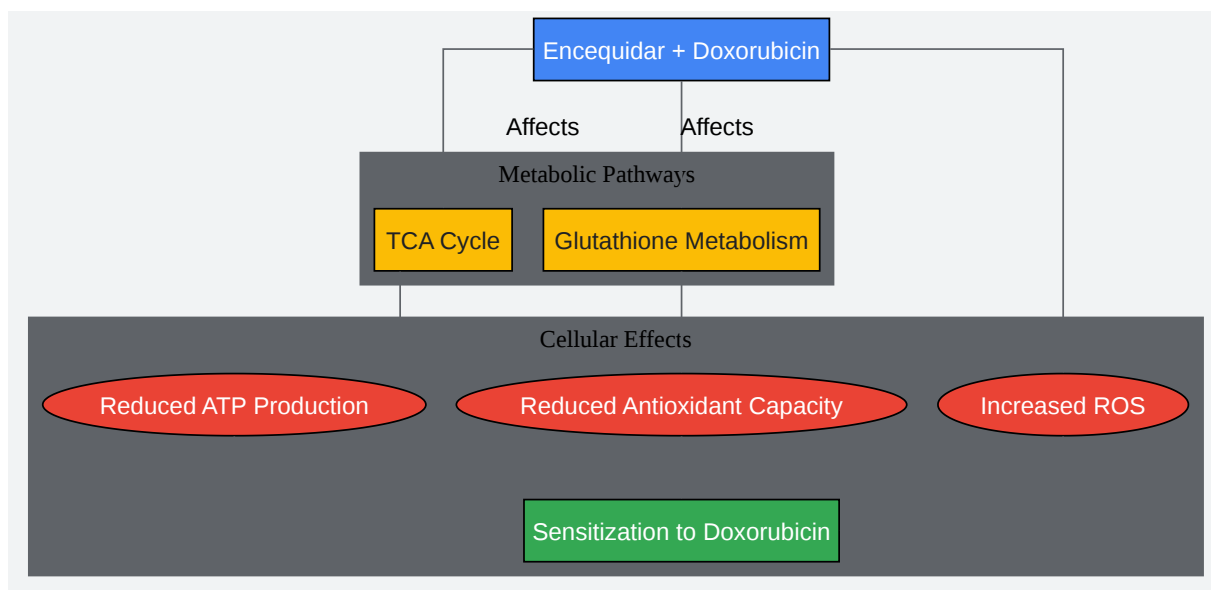 Encequidar + Doxorubicin
Affects
Affects
Metabolic Pathways
TCA Cycle
Glutathione Metabolism
Cellular Effects
Reduced ATP Production
Reduced Antioxidant Capacity
Increased ROS
Sensitization to Doxorubicin